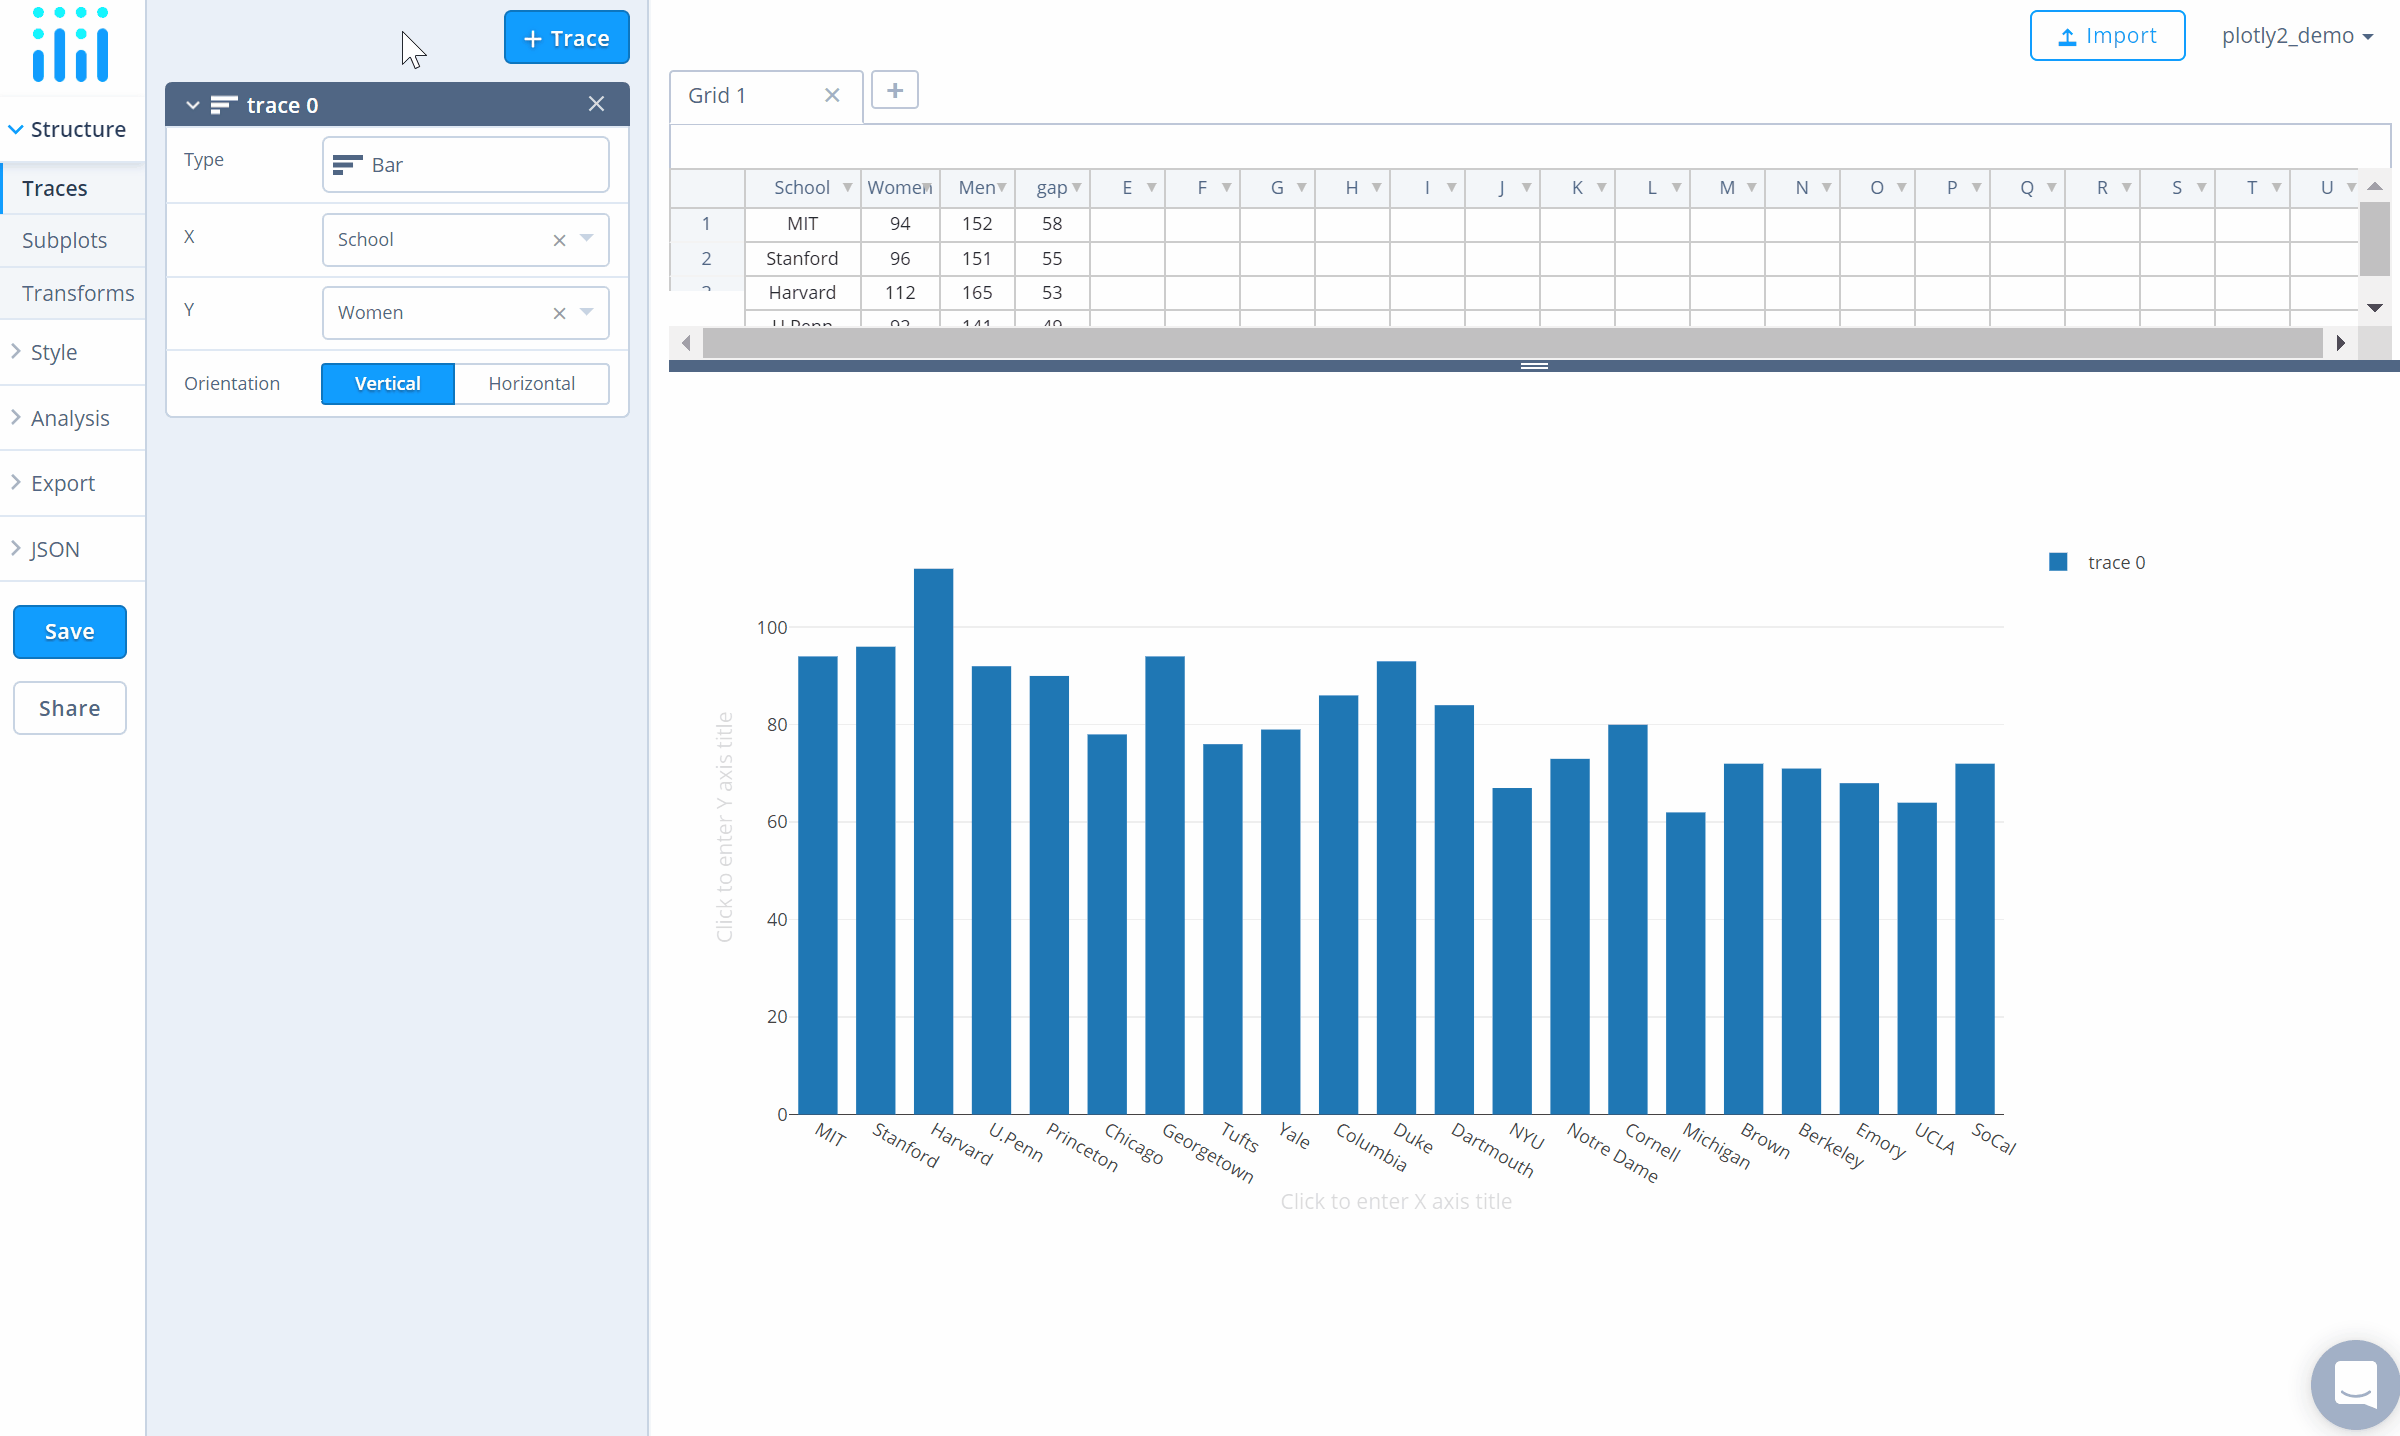 + Trace
Import
plotly2_demo
trace 0
Grid 1
+
Structure
Type
Bar
Traces
X
School
Subplots
Transforms
Y
Women
Style
Orientation
Vertical
Horizontal
Analysis
Export
JSON
Save
Share
School Women Men gap E F G H I J K L M N O P Q R S T U
1 MIT 94 152 58
2 Stanford 96 151 55
Harvard 112 165 53
U.Penn 92 141 49
trace 0
100
80
60
40
20
0
Click to enter Y axis title
MIT Stanford Harvard U.Penn Princeton Chicago Georgetown Tufts Yale Columbia Duke Dartmouth NYU Notre Dame Cornell Michigan Brown Berkeley Emory UCLA SoCal
Click to enter X axis title